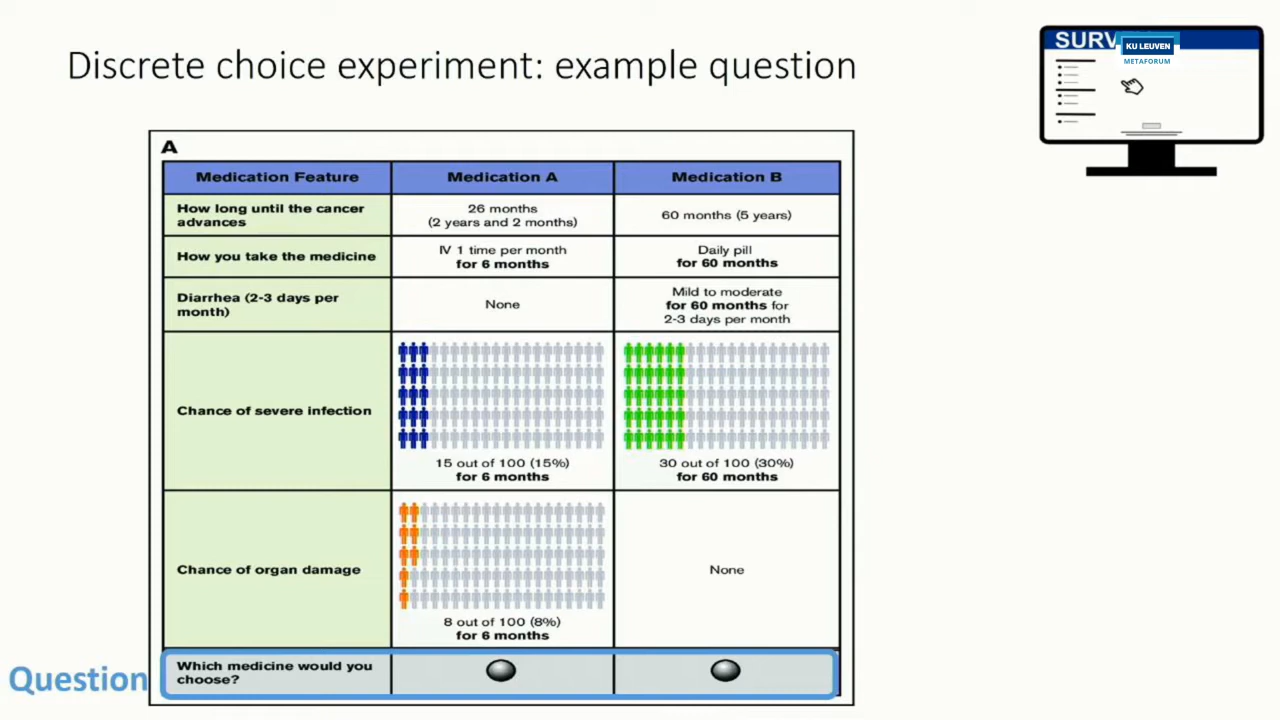 Discrete choice experiment: example question
SURV
KU LEUVEN
METAFORUM
A
Medication Feature
Medication A
Medication B
How long until the cancer
advances
26 months
(2 years and 2 months)
60 months (5 years)
How you take the medicine
IV 1 time per month
for 6 months
Daily pill
for 60 months
Diarrhea (2-3 days per
month)
None
Mild to moderate
for 60 months for
2-3 days per month
Chance of severe infection
15 out of 100 (15%)
for 6 months
30 out of 100 (30%)
for 60 months
Chance of organ damage
8 out of 100 (8%)
for 6 months
None
Question
Which medicine would you
choose?